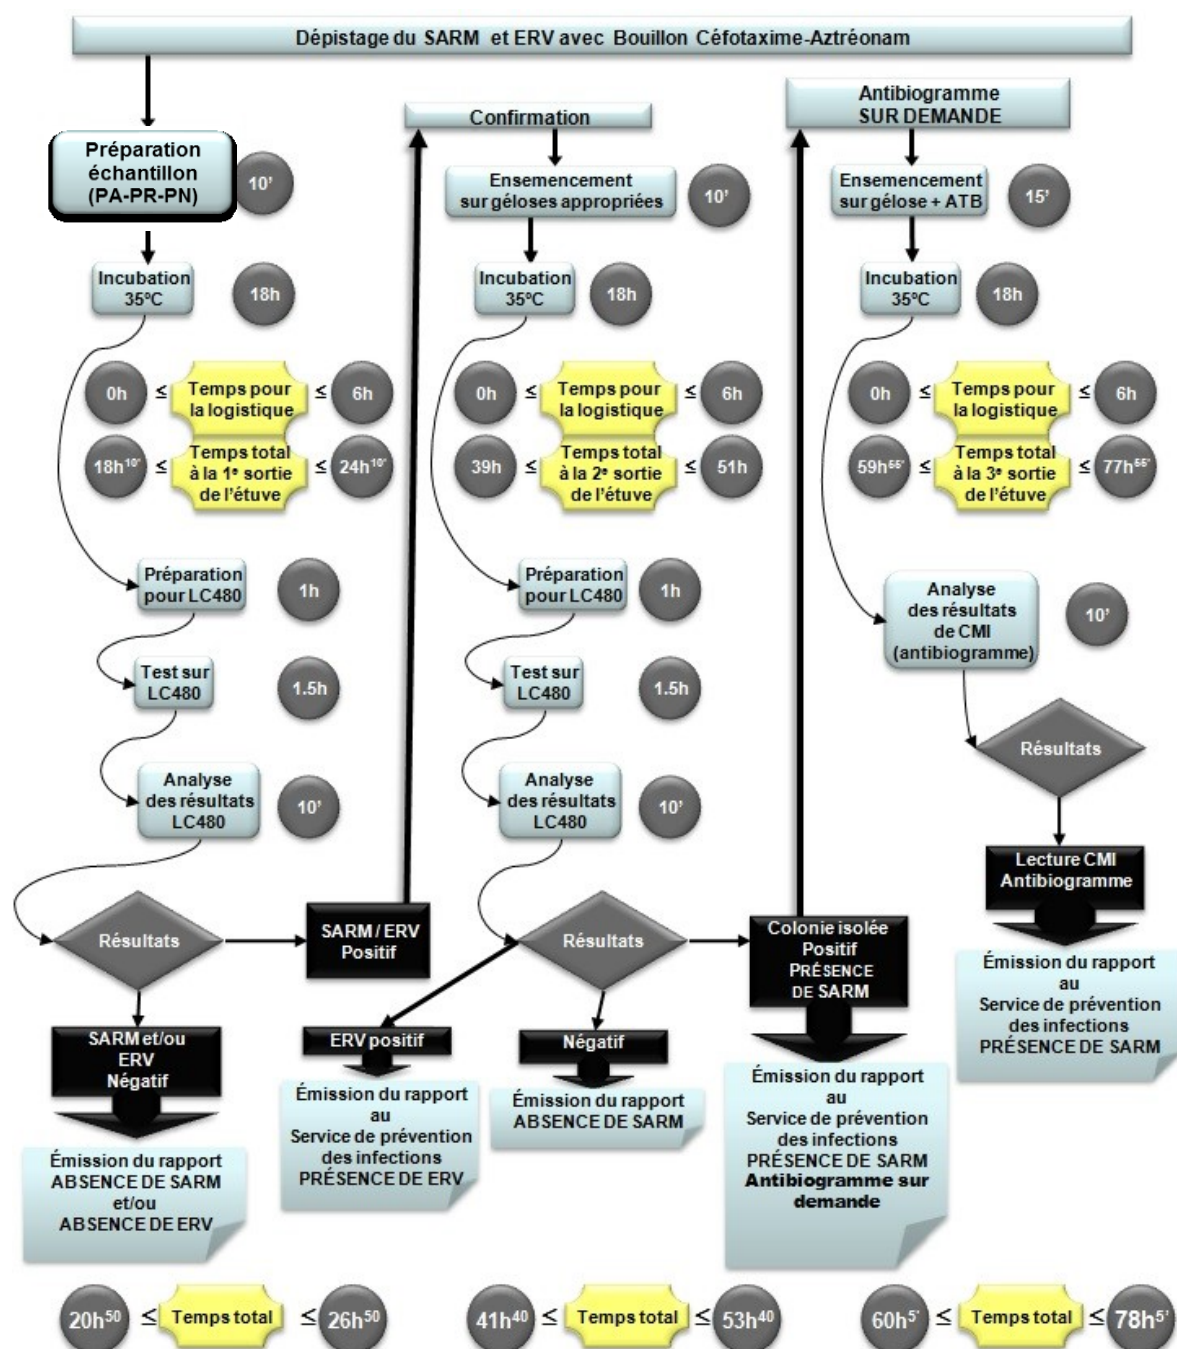 Dépistage du SARM et ERV avec Bouillon Céfotaxime-Aztréonam
Préparation
échantillon
(PA-PR-PN)
10'
Incubation
35°C
18h
0h ≤ Temps pour
la logistique ≤ 6h
18h10' ≤ Temps total
à la 1e sortie
de l'étuve ≤ 24h10'
Préparation
pour LC480
1h
Test sur
LC480
1.5h
Analyse
des résultats
LC480
10'
Résultats
SARM / ERV
Positif
SARM et/ou
ERV
Négatif
Émission du rapport
ABSENCE DE SARM
et/ou
ABSENCE DE ERV
20h50 ≤ Temps total ≤ 26h50
Confirmation
Ensemencement
sur géloses appropriées
10'
Incubation
35°C
18h
0h ≤ Temps pour
la logistique ≤ 6h
39h ≤ Temps total
à la 2e sortie
de l'étuve ≤ 51h
Préparation
pour LC480
1h
Test sur
LC480
1.5h
Analyse
des résultats
LC480
10'
Résultats
ERV positif
Émission du rapport
au
Service de prévention
des infections
PRÉSENCE DE ERV
Négatif
Émission du rapport
ABSENCE DE SARM
Colonie isolée
Positif
PRÉSENCE
DE SARM
Émission du rapport
au
Service de prévention
des infections
PRÉSENCE DE SARM
Antibiogramme sur
demande
41h40 ≤ Temps total ≤ 53h40
Antibiogramme
SUR DEMANDE
Ensemencement
sur gélose + ATB
15'
Incubation
35°C
18h
0h ≤ Temps pour
la logistique ≤ 6h
59h55' ≤ Temps total
à la 3e sortie
de l'étuve ≤ 77h55'
Analyse
des résultats
de CMI
(antibiogramme)
10'
Résultats
Lecture CMI
Antibiogramme
Émission du rapport
au
Service de prévention
des infections
PRÉSENCE DE SARM
60h5' ≤ Temps total ≤ 78h5'